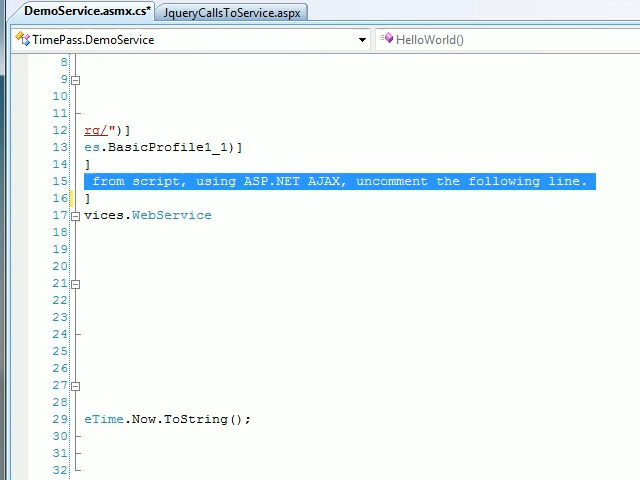 DemoService.asmx.cs* JqueryCallsToService.aspx
TimePass.DemoService HelloWorld()
8
9
10
11
12 rg/")]
13 es.BasicProfile1_1)]
14 ]
15 from script, using ASP.NET AJAX, uncomment the following line.
16 ]
17 vices.WebService
18
19
20
21
22
23
24
25
26
27
28
29 eTime.Now.ToString();
30
31
32